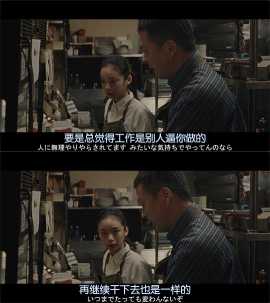 要是总觉得工作是别人逼你做的
人に無理やりやらされてます みたいな気持ちでやってんのなら
再继续干下去也是一样的
いつまでたっても変わんないぞ